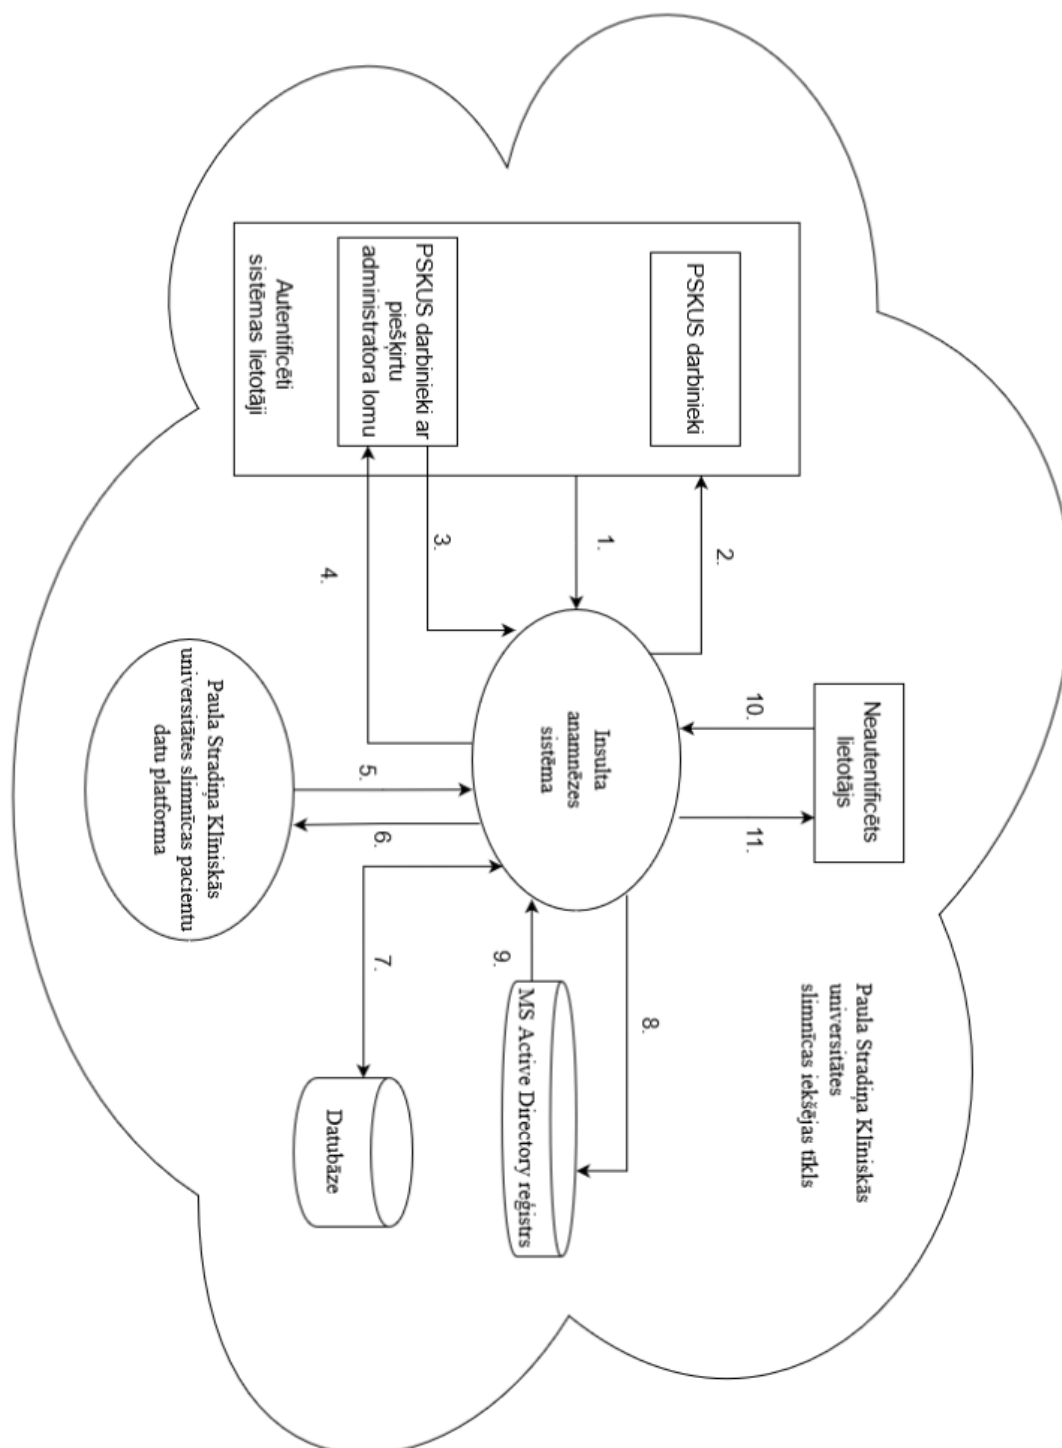 Paula Stradiņa Klīniskās
universitātes
slimnīcas iekšējas tīkls
PSKUS darbinieki
PSKUS darbinieki ar
piešķirtu
administratora lomu
Autentificēti
sistēmas lietotāji
Neautentificēts
lietotājs
2.
1.
3.
4.
10.
11.
Insulta
anamnēzes
sistēma
5.
6.
7.
8.
9.
MS Active Directory reģistrs
Datubāze
Paula Stradiņa Klīniskās
universitātes slimnīcas pacientu
datu platforma